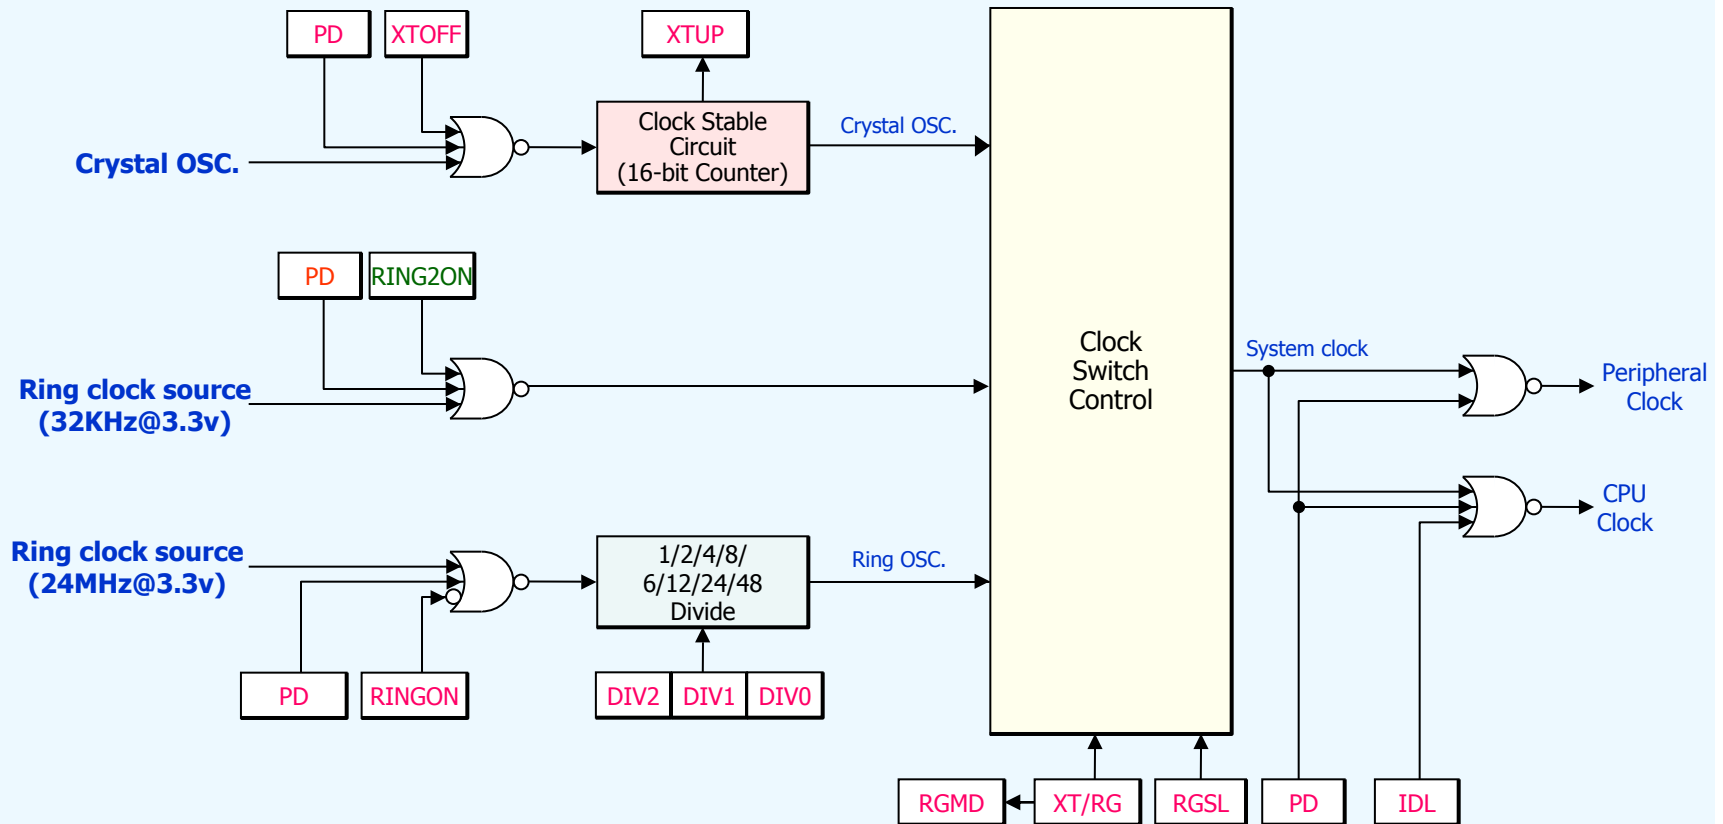 PD
XTOFF
XTUP
Crystal OSC.
Clock Stable
Circuit
(16-bit Counter)
Crystal OSC.
PD
RING2ON
Ring clock source
(32KHz@3.3v)
Clock
Switch
Control
System clock
Peripheral
Clock
CPU
Clock
Ring clock source
(24MHz@3.3v)
1/2/4/8/
6/12/24/48
Divide
Ring OSC.
PD
RINGON
DIV2
DIV1
DIV0
RGMD
XT/RG
RGSL
PD
IDL